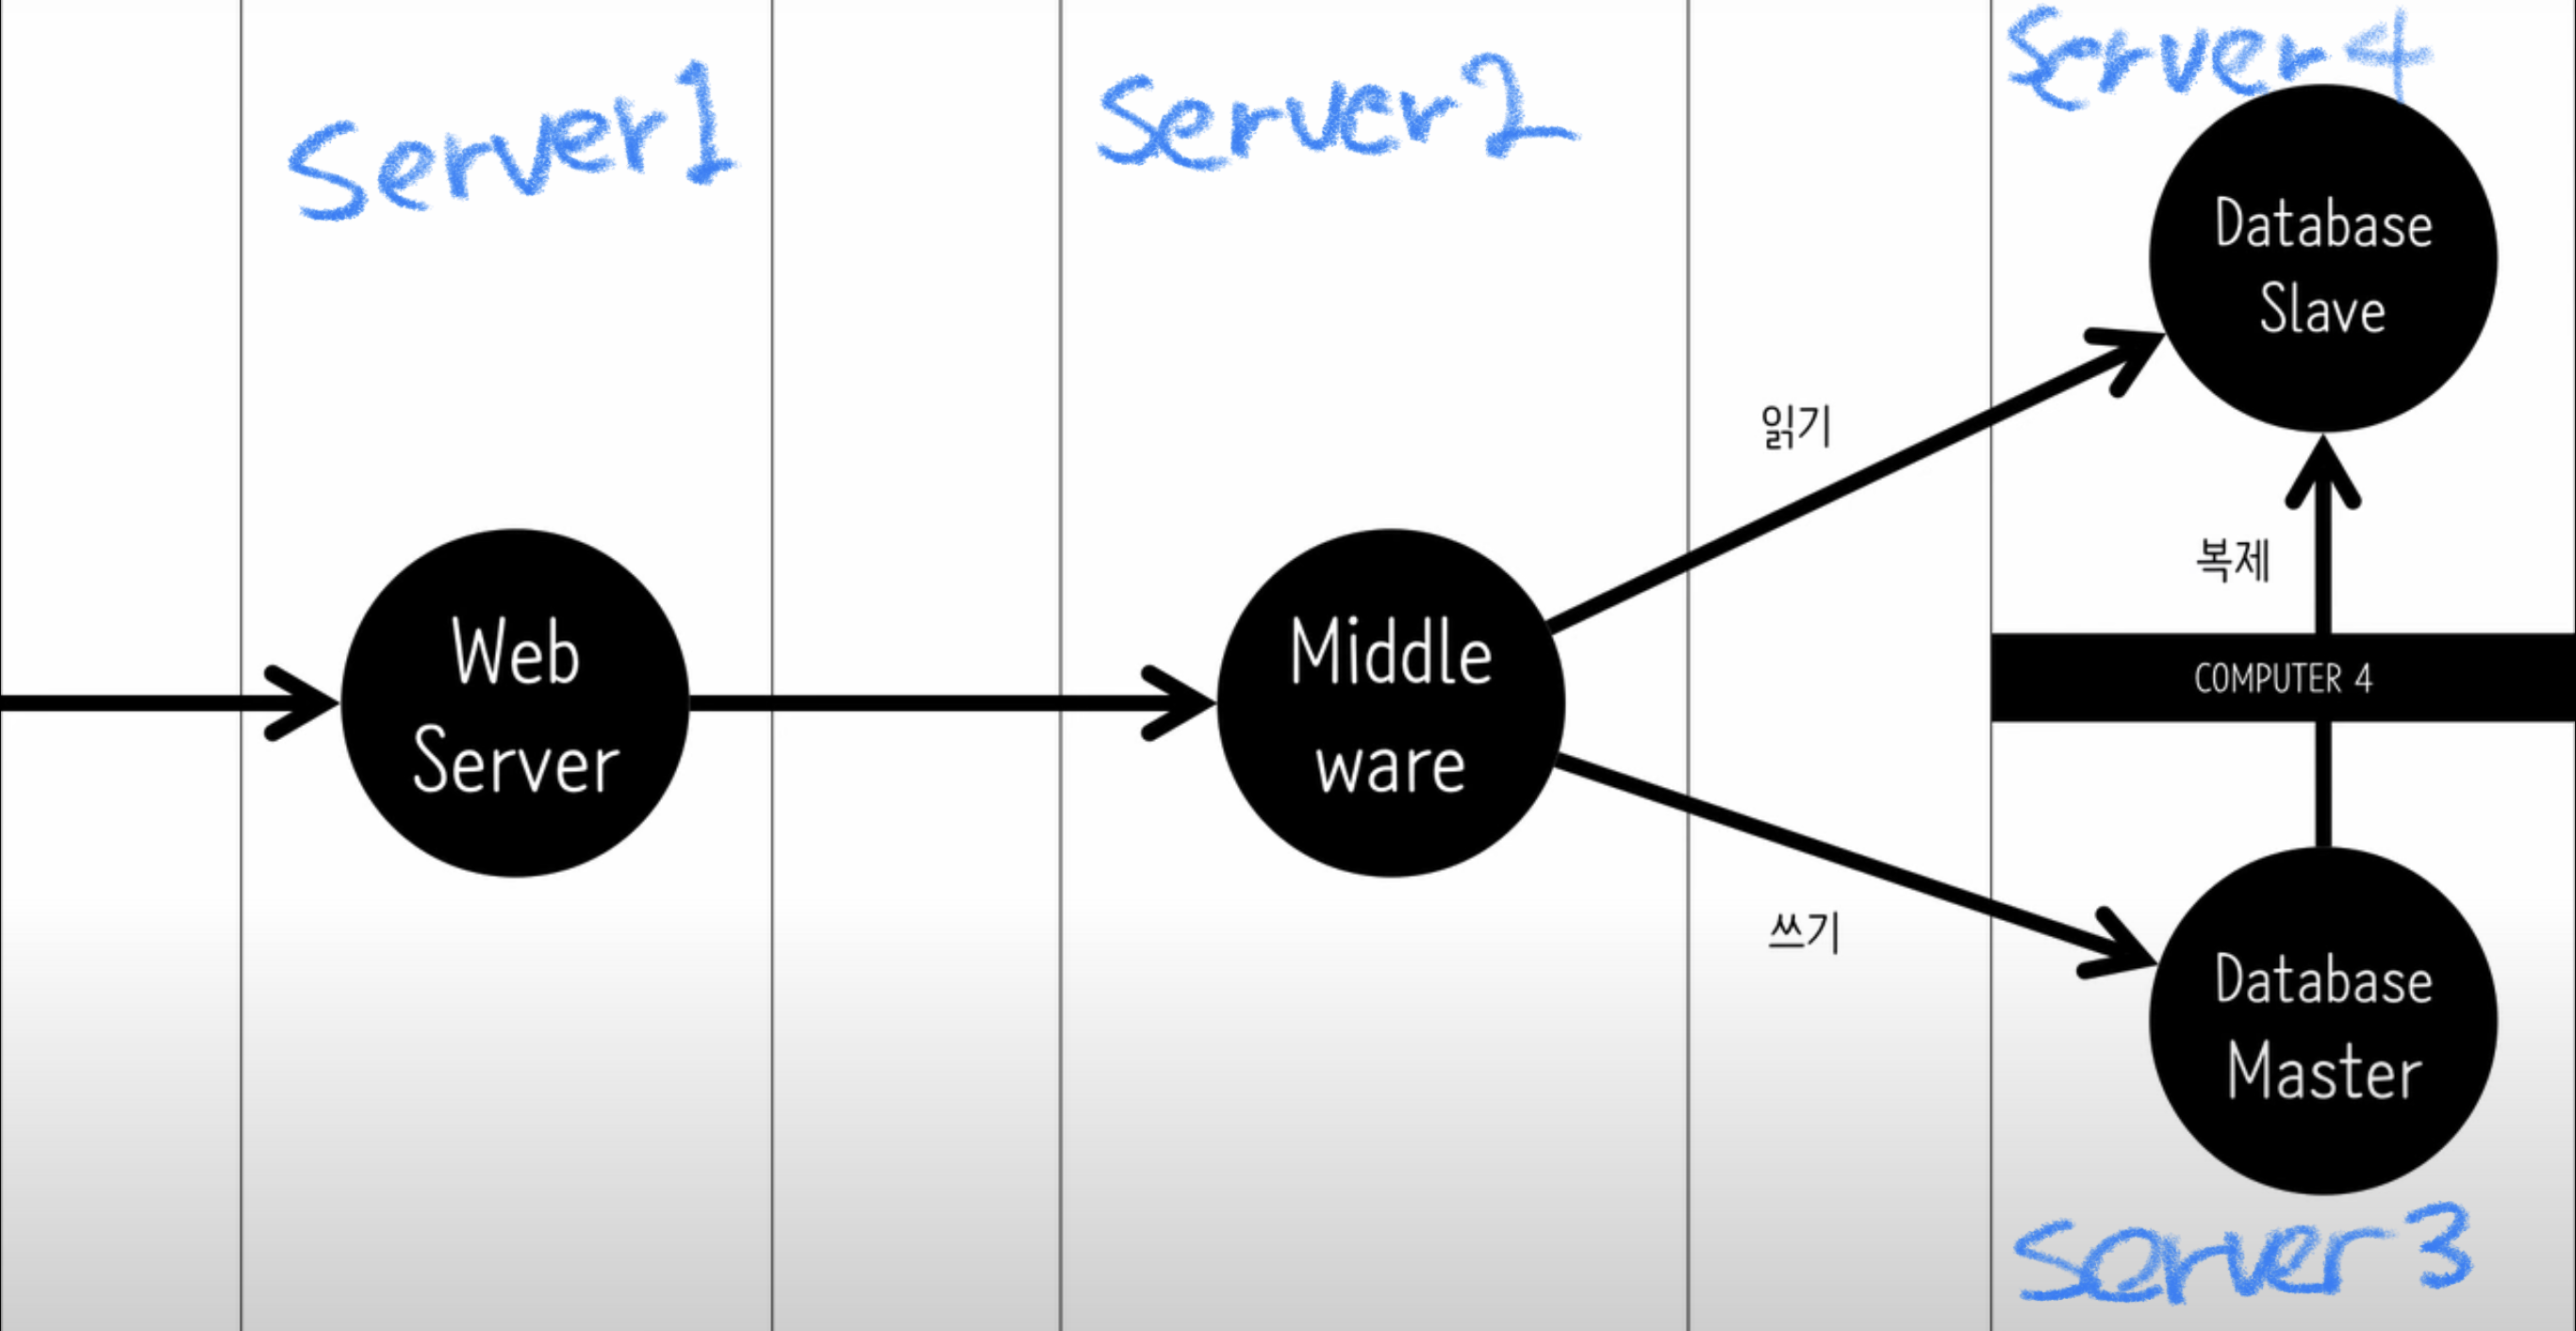 Server1
Server2
Server4
Database
Slave
읽기
복제
Web
Server
Middle
ware
COMPUTER 4
쓰기
Database
Master
Server3